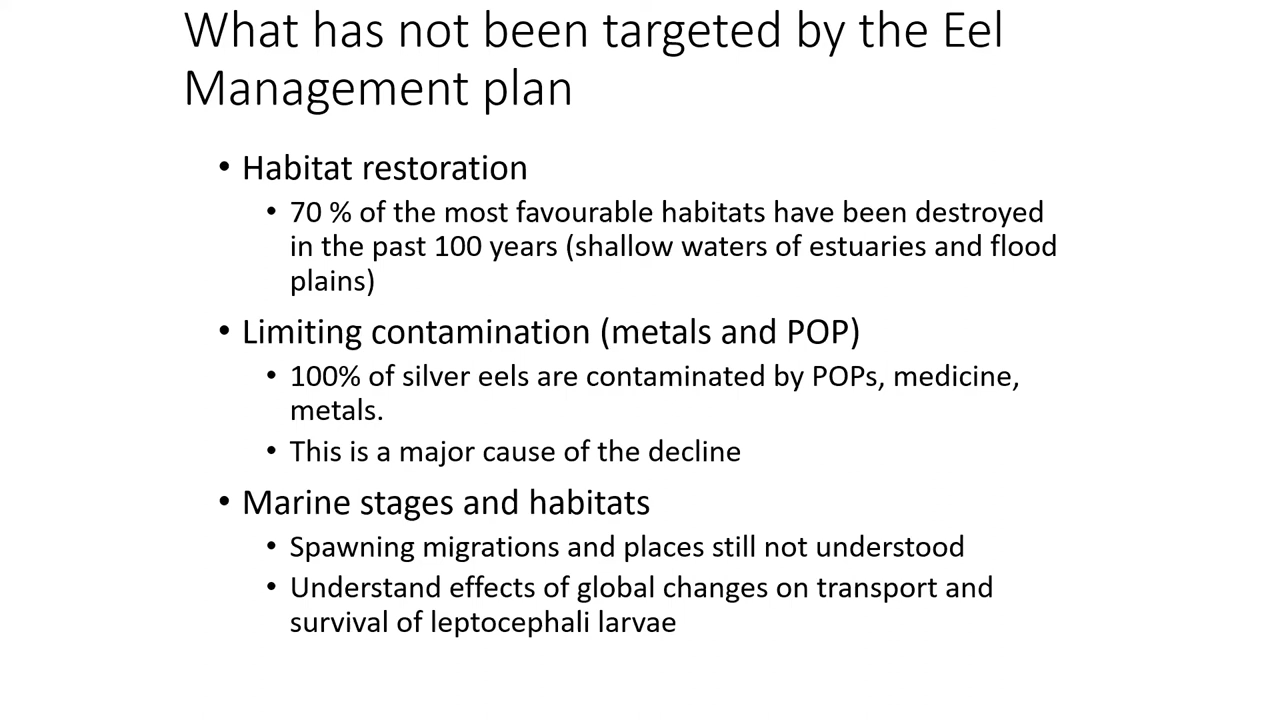 What has not been targeted by the Eel
Management plan
• Habitat restoration
• 70 % of the most favourable habitats have been destroyed
in the past 100 years (shallow waters of estuaries and flood
plains)
• Limiting contamination (metals and POP)
• 100% of silver eels are contaminated by POPs, medicine,
metals.
• This is a major cause of the decline
• Marine stages and habitats
• Spawning migrations and places still not understood
• Understand effects of global changes on transport and
survival of leptocephali larvae